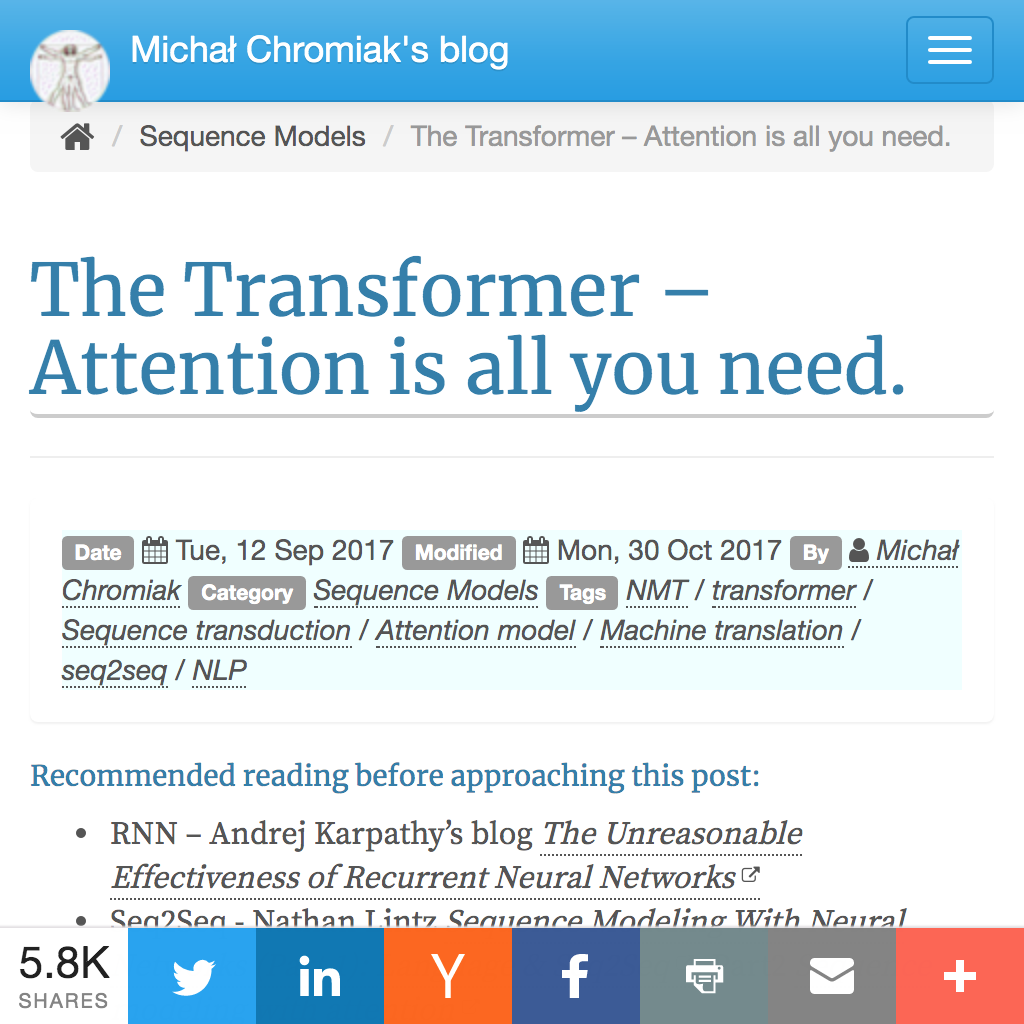 Michał Chromiak's blog
/ Sequence Models / The Transformer – Attention is all you need.
The Transformer –
Attention is all you need.
Date Tue, 12 Sep 2017 Modified Mon, 30 Oct 2017 By Michał
Chromiak Category Sequence Models Tags NMT / transformer /
Sequence transduction / Attention model / Machine translation /
seq2seq / NLP
Recommended reading before approaching this post:
• RNN – Andrej Karpathy’s blog The Unreasonable
Effectiveness of Recurrent Neural Networks
• Seq2Seq - Nathan Lintz Sequence Modeling With Neural
5.8K
SHARES